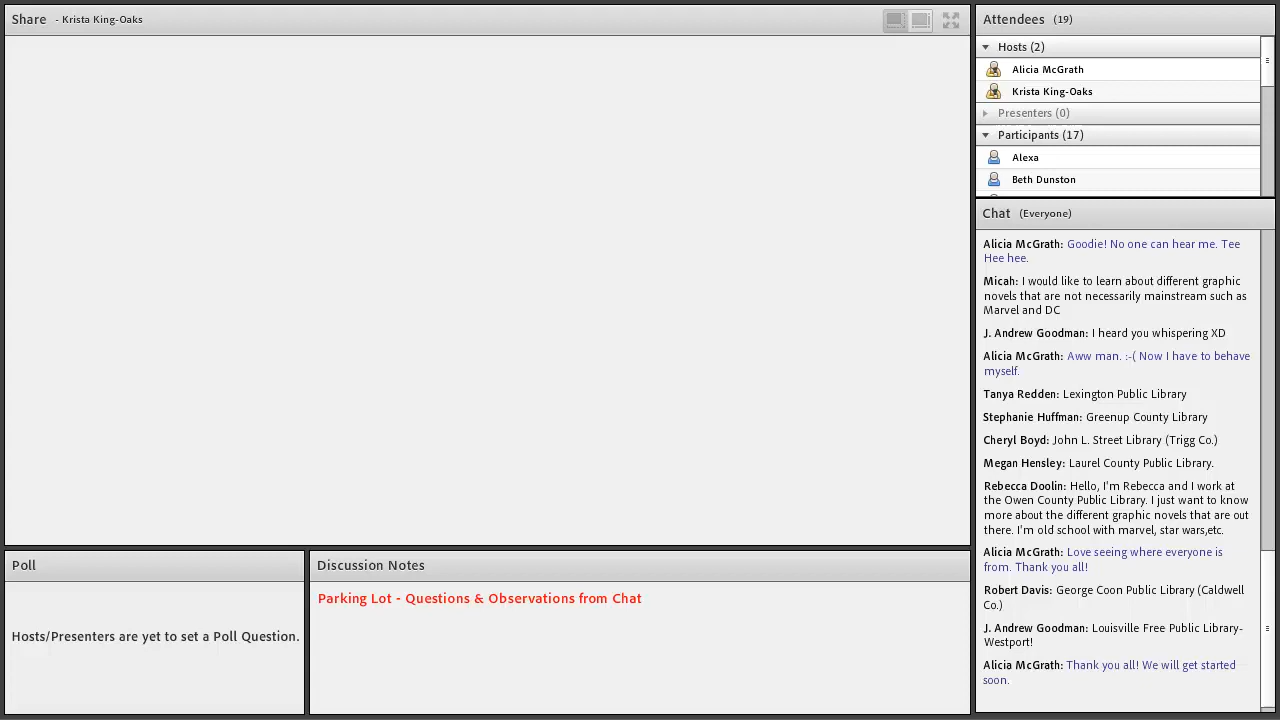 Share - Krista King-Oaks
Attendees (19)
Hosts (2)
Alicia McGrath
Krista King-Oaks
Presenters (0)
Participants (17)
Alexa
Beth Dunston
Chat (Everyone)
Alicia McGrath: Goodie! No one can hear me. Tee
Hee hee.
Micah: I would like to learn about different graphic
novels that are not necessarily mainstream such as
Marvel and DC
J. Andrew Goodman: I heard you whispering XD
Alicia McGrath: Aww man. :-( Now I have to behave
myself.
Tanya Redden: Lexington Public Library
Stephanie Huffman: Greenup County Library
Cheryl Boyd: John L. Street Library (Trigg Co.)
Megan Hensley: Laurel County Public Library.
Rebecca Doolin: Hello, I'm Rebecca and I work at
the Owen County Public Library. I just want to know
more about the different graphic novels that are out
there. I'm old school with marvel, star wars,etc.
Alicia McGrath: Love seeing where everyone is
from. Thank you all!
Robert Davis: George Coon Public Library (Caldwell
Co.)
J. Andrew Goodman: Louisville Free Public Library-
Westport!
Alicia McGrath: Thank you all! We will get started
soon.
Poll
Hosts/Presenters are yet to set a Poll Question.
Discussion Notes
Parking Lot - Questions & Observations from Chat